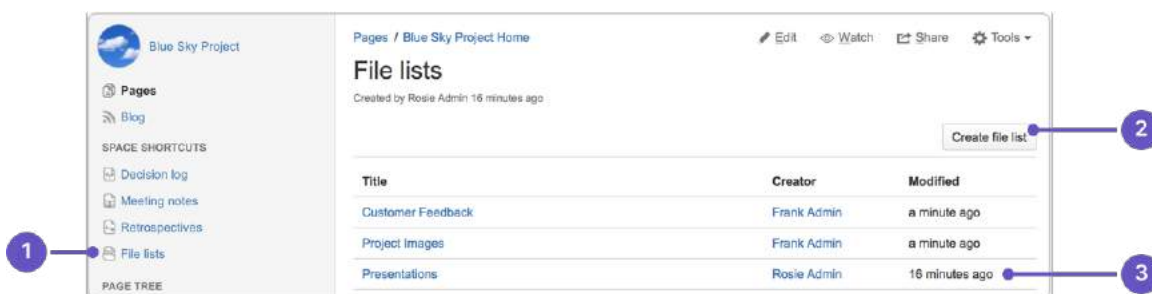 Blue Sky Project
Pages
Blog
SPACE SHORTCUTS
Decision log
Meeting notes
Retrospectives
File lists
PAGE TREE
1
Pages / Blue Sky Project Home
Edit Watch Share Tools
File lists
Created by Rosie Admin 16 minutes ago
Create file list
2
Title Creator Modified
Customer Feedback Frank Admin a minute ago
Project Images Frank Admin a minute ago
Presentations Rosie Admin 16 minutes ago
3